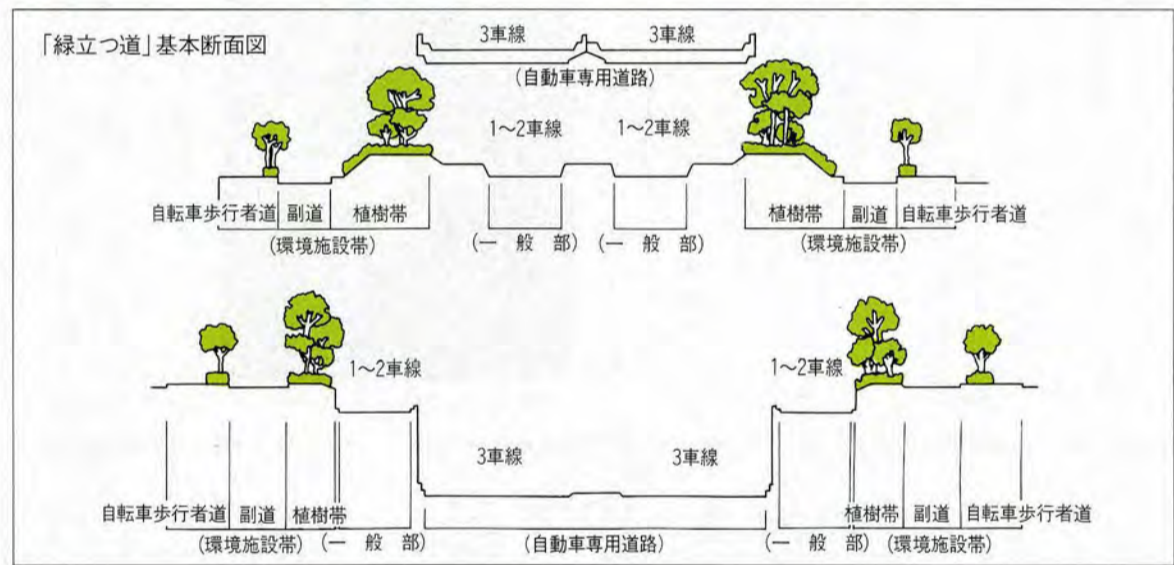 「緑立つ道」基本断面図
3車線 3車線
(自動車専用道路)
1〜2車線 1〜2車線
自転車歩行者道 副道 植樹帯 植樹帯 副道 自転車歩行者道
(環境施設帯) (一般部) (一般部) (環境施設帯)
1〜2車線 1〜2車線
3車線 3車線
自転車歩行者道 副道 植樹帯 植樹帯 副道 自転車歩行者道
(環境施設帯) (一般部) (自動車専用道路) (一般部) (環境施設帯)